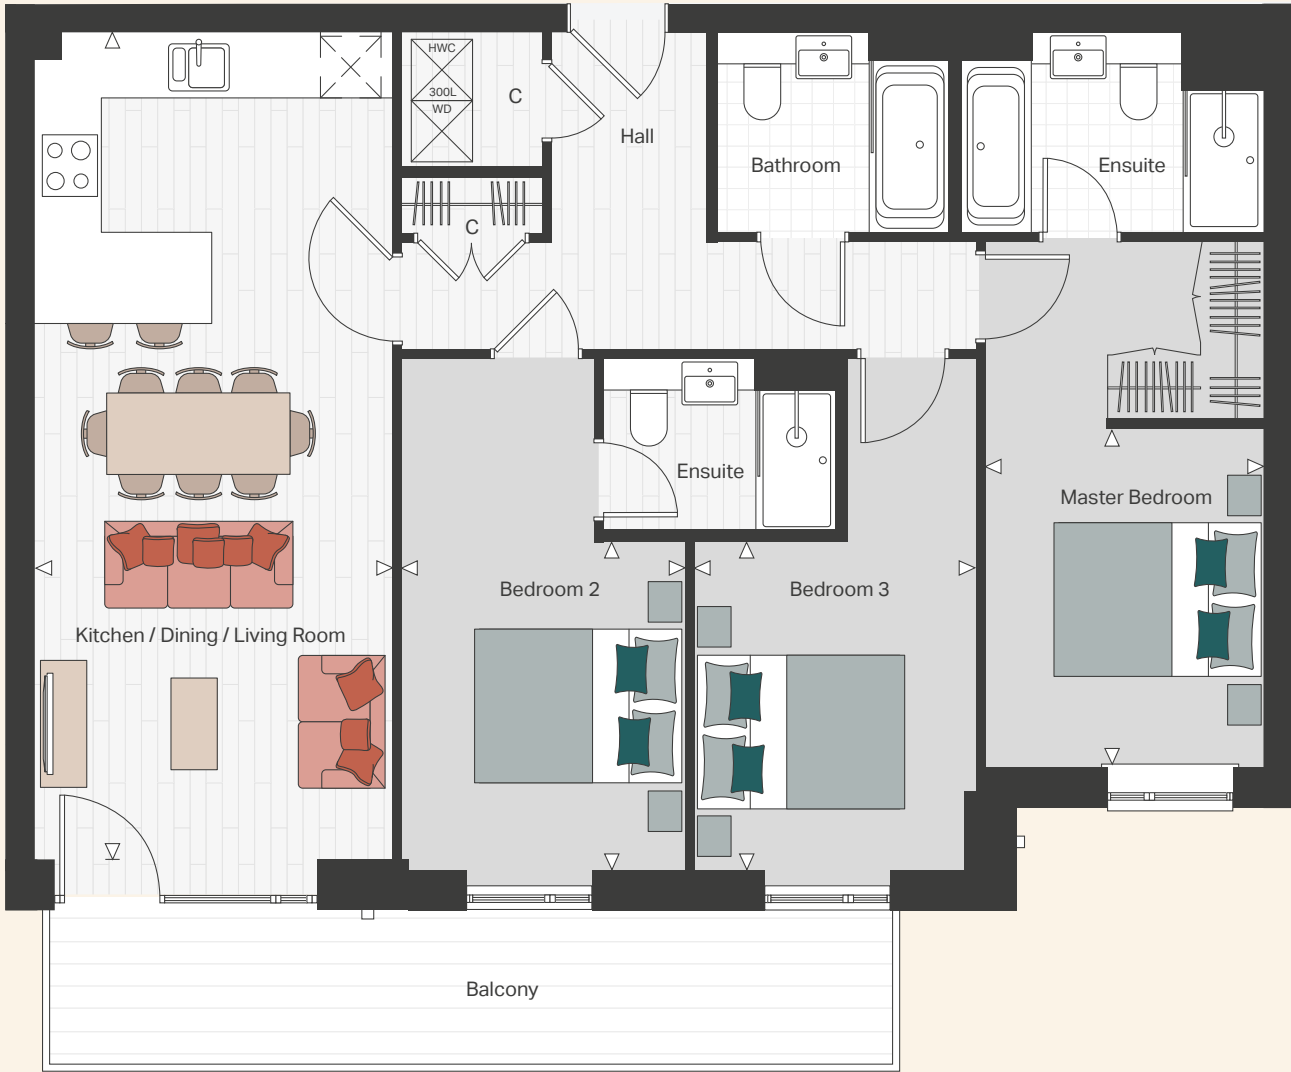 HWC
300L
WD
C
Hall
Bathroom
Ensuite
C
Ensuite
Master Bedroom
Bedroom 2
Bedroom 3
Kitchen / Dining / Living Room
Balcony